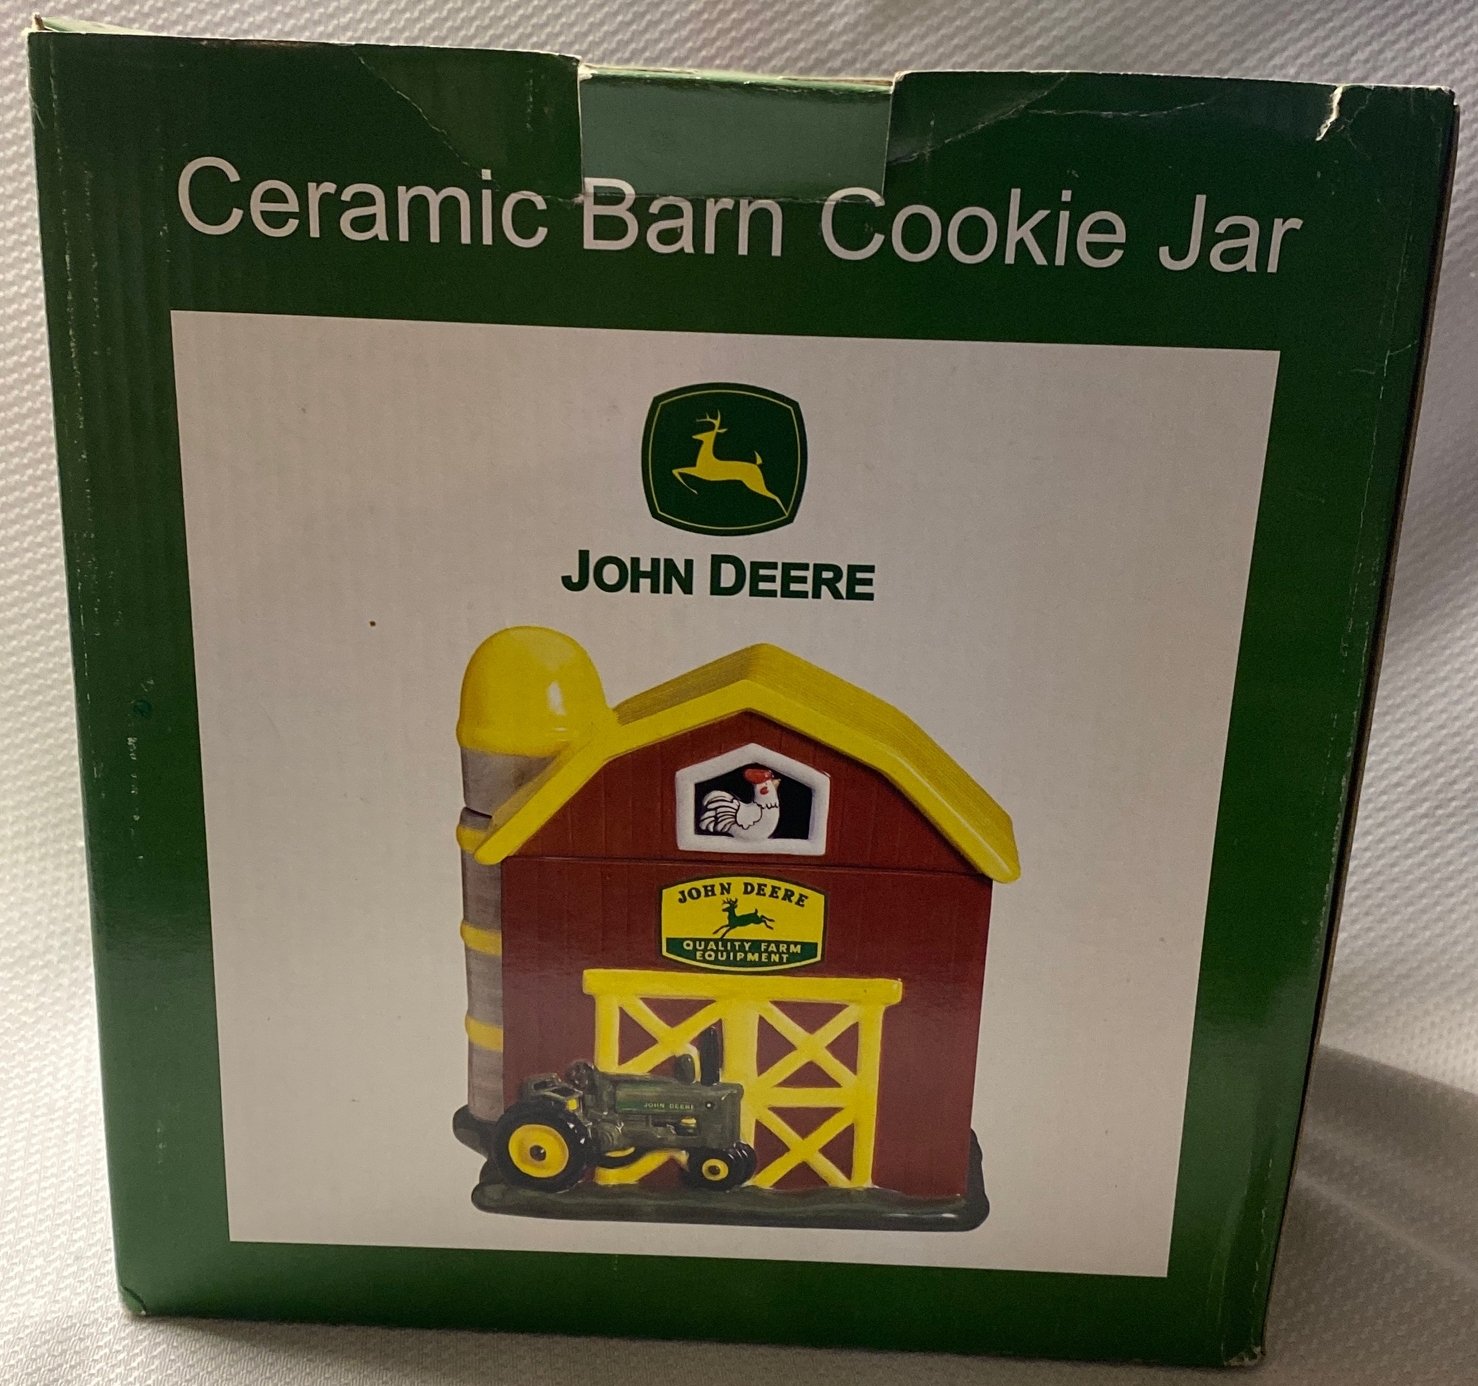 Ceramic Barn Cookie Jar
JOHN DEERE
JOHN DEERE
QUALITY FARM
EQUIPMENT
JOHN DEERE